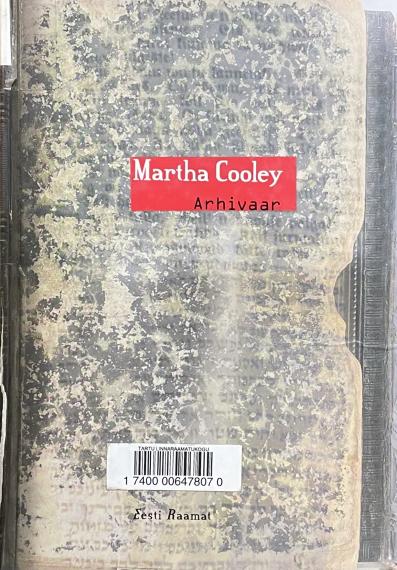 Martha Cooley
Arhivaar
TARTU LINNARAAMATUKOGU
1 7400 00647807 0
Eesti Raamat